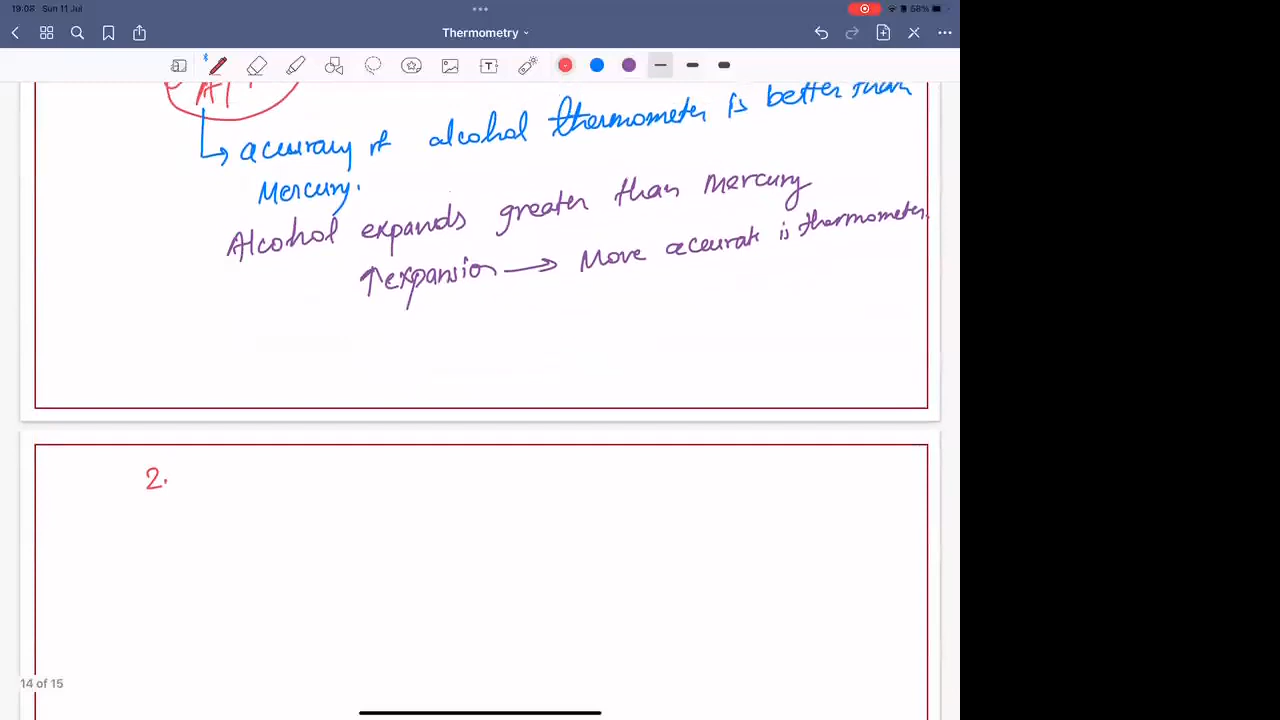 19:08 Sun 11 Jul
58%
Thermometry
accuracy of alcohol thermometer is better than
Mercury.
Alcohol expands greater than mercury
↑expansion → More accurate is thermometer.
2.
14 of 15